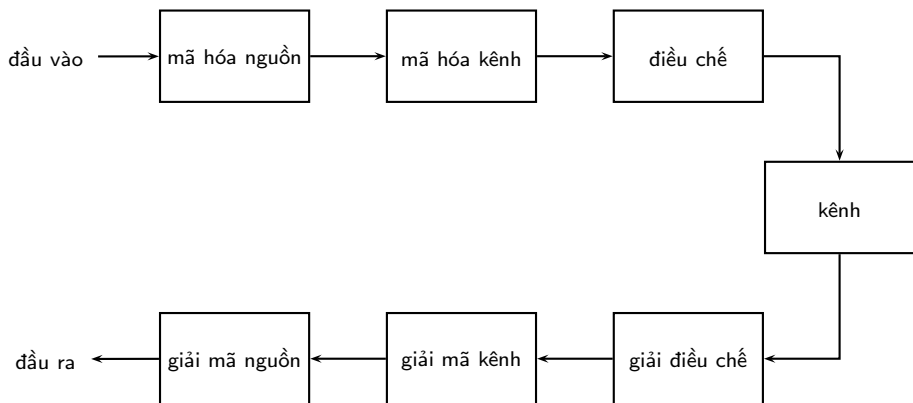 đầu vào
mã hóa nguồn
mã hóa kênh
điều chế
kênh
đầu ra
giải mã nguồn
giải mã kênh
giải điều chế